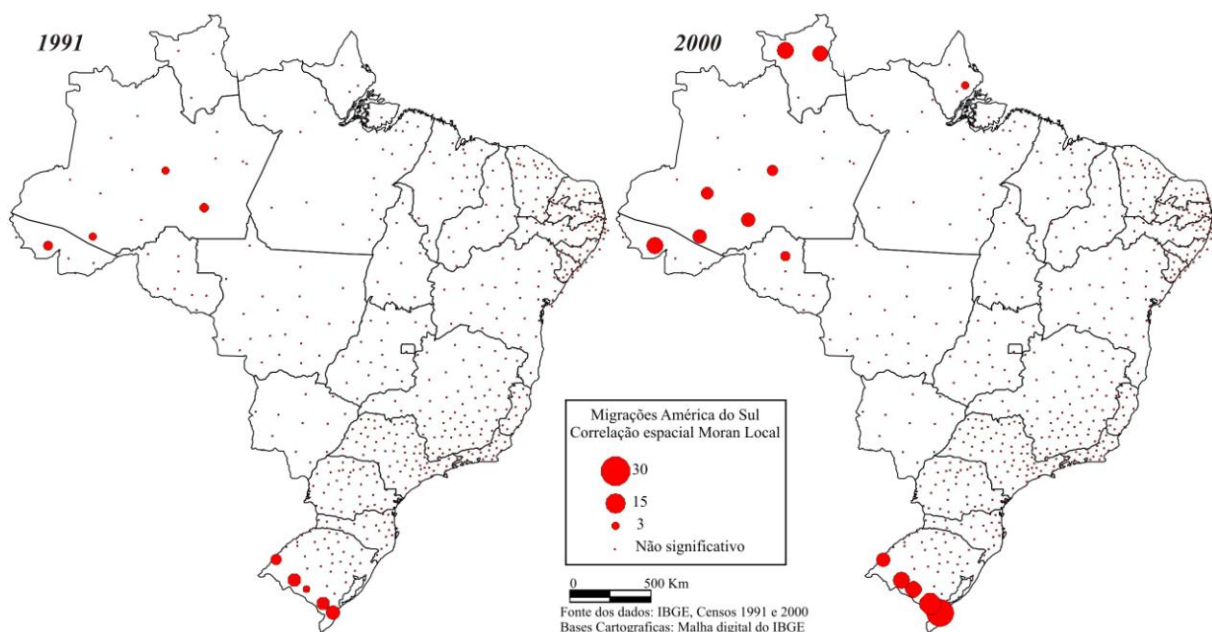 1991
2000
Migrações América do Sul
Correlação espacial Moran Local
30
15
3
Não significativo
0 500 Km
Fonte dos dados: IBGE, Censos 1991 e 2000
Bases Cartograficas: Malha digital do IBGE